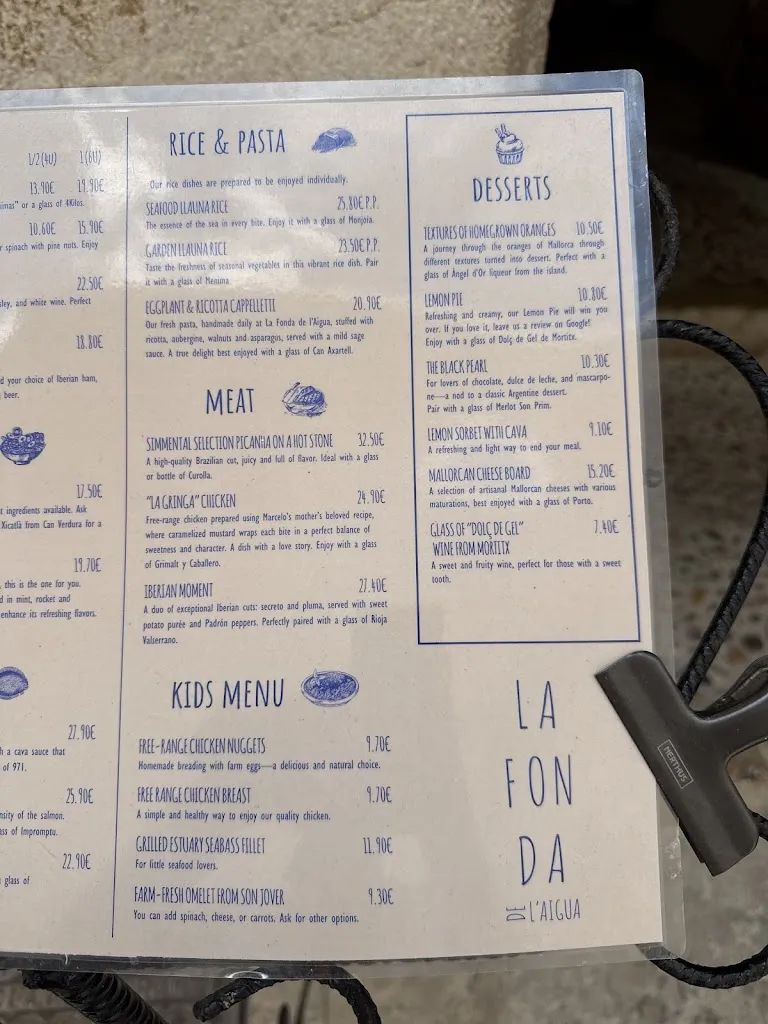 1/2 (4U) 1 (6U)
13.90€ 19.90€
" or a glass of 4Kilos.
10.60€ 15.90€
spinach with pine nuts. Enjoy
22.50€
and white wine. Perfect
18.80€
d your choice of Iberian ham,
beer.
17.50€
ingredients available. Ask
Xicatlà from Can Verdura for a
19.70€
, this is the one for you.
d in mint, rocket and
enhance its refreshing flavors.
27.90€
a cava sauce that
of 971.
25.90€
of the salmon.
of Impromptu.
22.90€
glass of
RICE & PASTA
Our rice dishes are prepared to be enjoyed individually.
SEAFOOD LLAUNA RICE 25.80€ P.P.
The essence of the sea in every bite. Enjoy it with a glass of Monjoia.
GARDEN LLAUNA RICE 23.50€ P.P.
Taste the freshness of seasonal vegetables in this vibrant rice dish. Pair
it with a glass of Menima
EGGPLANT & RICOTTA CAPPELLETTI 20.90€
Our fresh pasta, handmade daily at La Fonda de l'Aigua, stuffed with
ricotta, aubergine, walnuts and asparagus, served with a mild sage
sauce. A true delight best enjoyed with a glass of Can Axartell.
MEAT
SIMMENTAL SELECTION PICANHA ON A HOT STONE 32.50€
A high-quality Brazilian cut, juicy and full of flavor. Ideal with a glass
or bottle of Curolla.
"LA GRINGA" CHICKEN 24.90€
Free-range chicken prepared using Marcelo's mother's beloved recipe,
where caramelized mustard wraps each bite in a perfect balance of
sweetness and character. A dish with a love story. Enjoy with a glass
of Grimalt y Caballero.
IBERIAN MOMENT 27.40€
A duo of exceptional Iberian cuts: secreto and pluma, served with sweet
potato purée and Padrón peppers. Perfectly paired with a glass of Rioja
Valserrano.
KIDS MENU
FREE-RANGE CHICKEN NUGGETS 9.70€
Homemade breading with farm eggs—a delicious and natural choice.
FREE RANGE CHICKEN BREAST 9.70€
A simple and healthy way to enjoy our quality chicken.
GRILLED ESTUARY SEABASS FILLET 11.90€
For little seafood lovers.
FARM-FRESH OMELET FROM SON JOVER 9.30€
You can add spinach, cheese, or carrots. Ask for other options.
DESSERTS
TEXTURES OF HOMEGROWN ORANGES 10.50€
A journey through the oranges of Mallorca through
different textures turned into dessert. Perfect with a
glass of Àngel d'Or liqueur from the island.
LEMON PIE 10.80€
Refreshing and creamy, our Lemon Pie will win you
over. If you love it, leave us a review on Google!
Enjoy with a glass of Dolç de Gel de Mortitx.
THE BLACK PEARL 10.30€
For lovers of chocolate, dulce de leche, and mascarpo-
ne—a nod to a classic Argentine dessert.
Pair with a glass of Merlot Son Prim.
LEMON SORBET WITH CAVA 9.10€
A refreshing and light way to end your meal.
MALLORCAN CHEESE BOARD 15.20€
A selection of artisanal Mallorcan cheeses with various
maturations, best enjoyed with a glass of Porto.
GLASS OF "DOLÇ DE GEL" 7.40€
WINE FROM MORTITX
A sweet and fruity wine, perfect for those with a sweet
tooth.
LA
FON
DA
DE L'AIGUA
MERTHUS